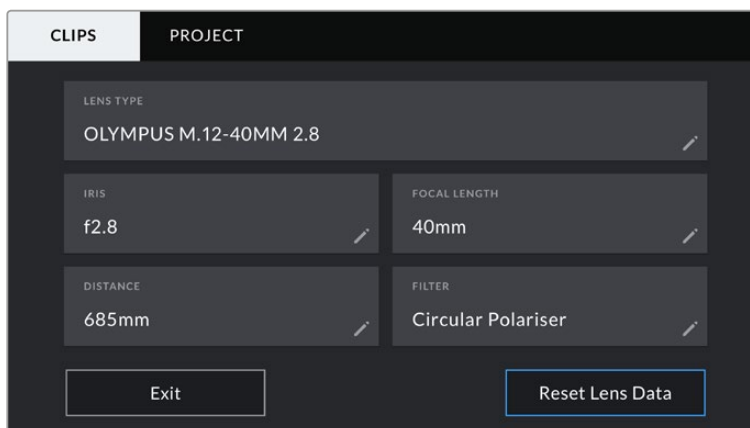 CLIPS
PROJECT
LENS TYPE
OLYMPUS M.12-40MM 2.8
IRIS
f2.8
FOCAL LENGTH
40mm
DISTANCE
685mm
FILTER
Circular Polariser
Exit
Reset Lens Data